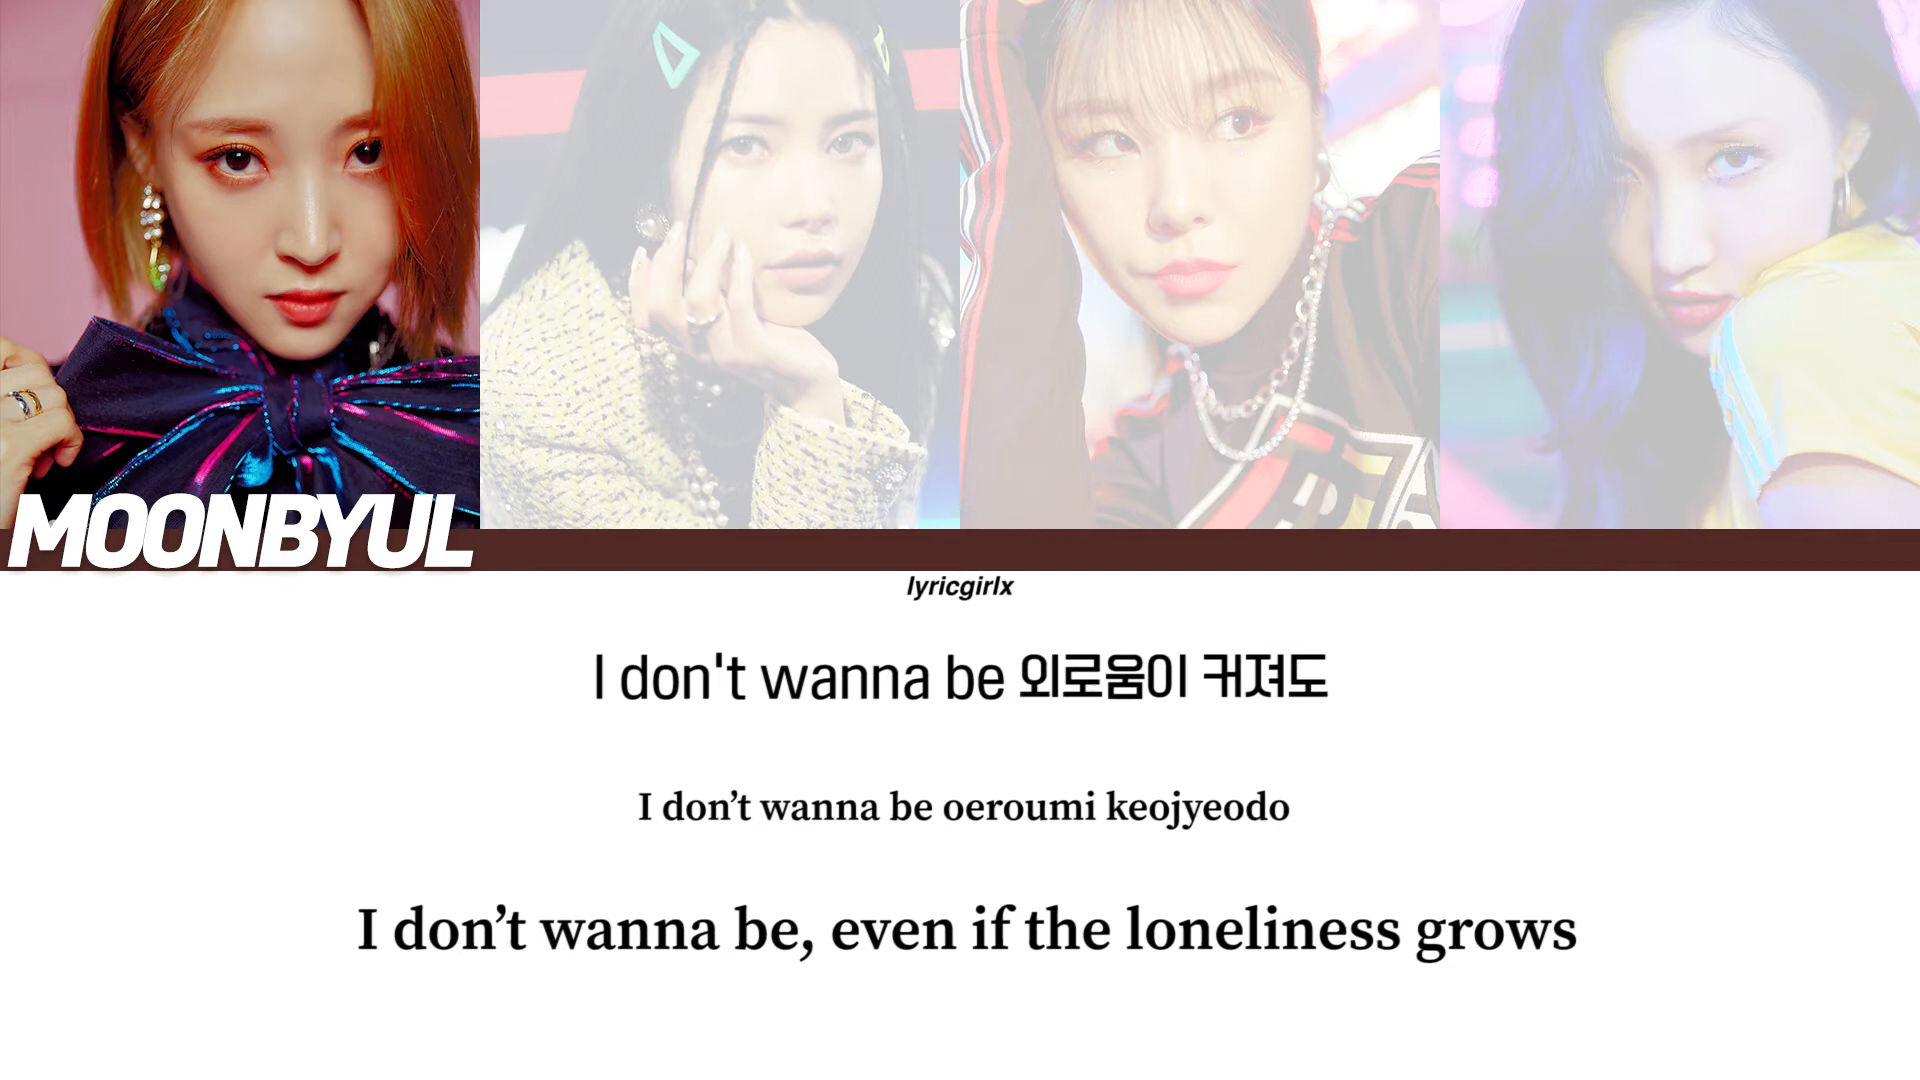 MOONBYUL
lyricgirlx
I don't wanna be 외로움이 커져도
I don’t wanna be oeroumi keojyeodo
I don’t wanna be, even if the loneliness grows